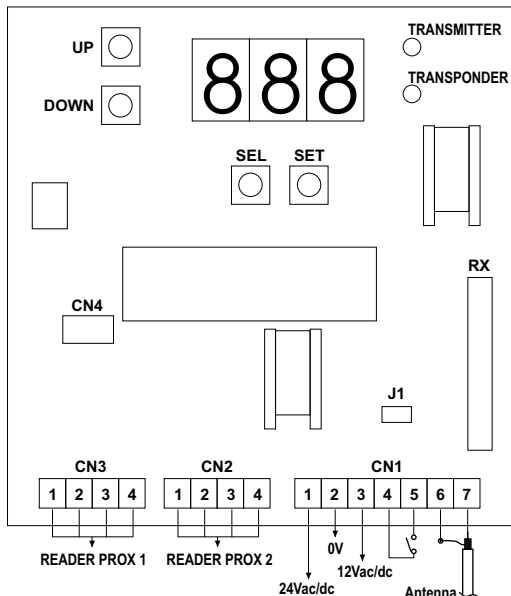 UP
TRANSMITTER
888
TRANSPONDER
DOWN
SEL SET
RX
CN4
J1
CN3 CN2 CN1
1 2 3 4 1 2 3 4 1 2 3 4 5 6 7
READER PROX 1 READER PROX 2 0V
12Vac/dc
24Vac/dc Antenna